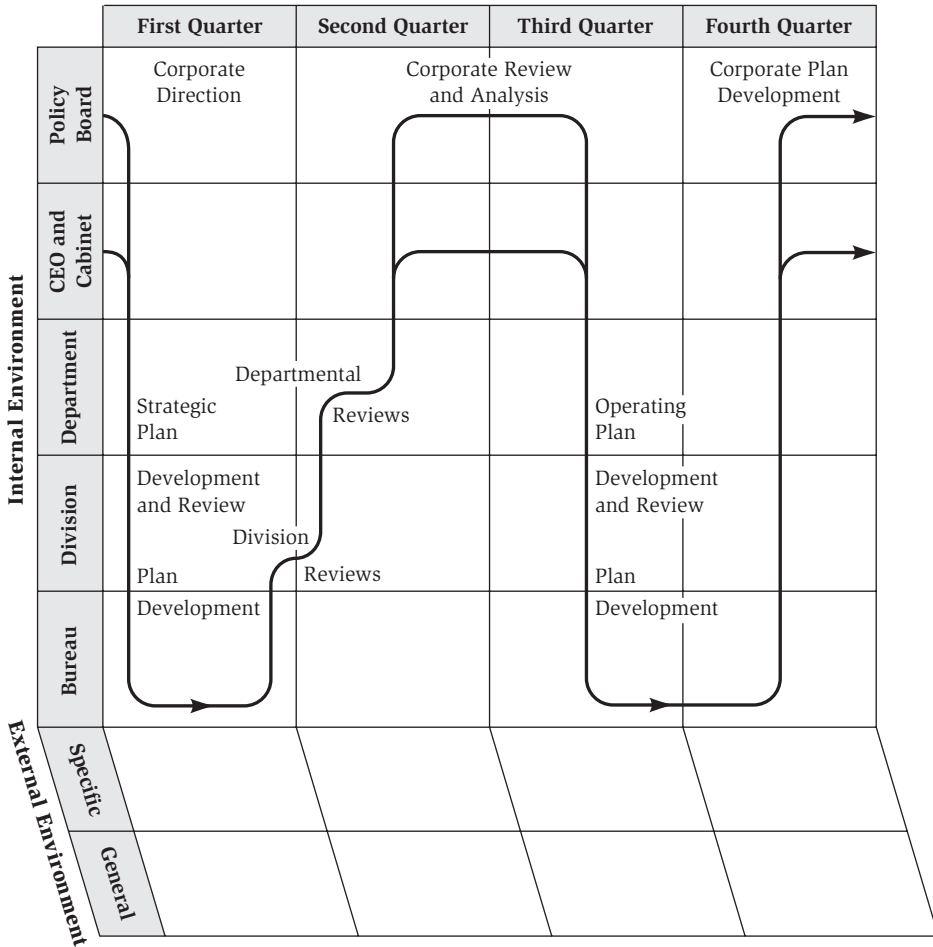 First Quarter
Second Quarter
Third Quarter
Fourth Quarter
Internal Environment
Policy
Board
Corporate
Direction
Corporate Review
and Analysis
Corporate Plan
Development
CEO and
Cabinet
Department
Departmental
Reviews
Strategic
Plan
Operating
Plan
Division
Development
and Review
Division
Reviews
Plan
Development
and Review
Plan
Bureau
Development
Development
External Environment
Specific
General